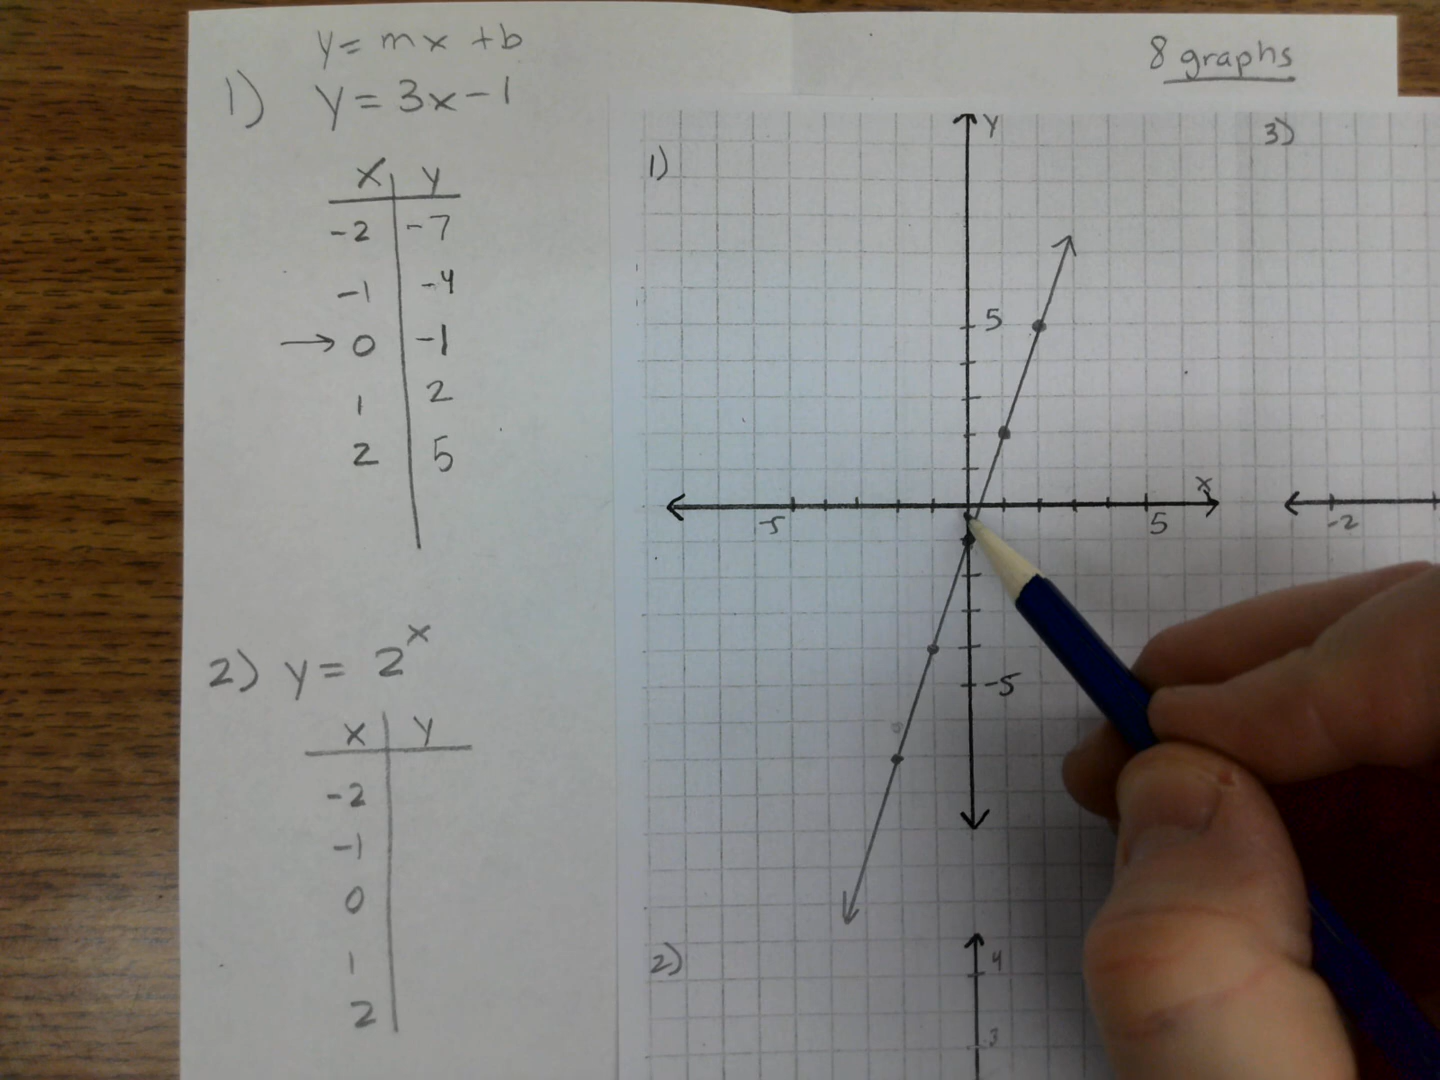 y = mx + b
1) y = 3x - 1
x y
-2 -7
-1 -4
→ 0 -1
1 2
2 5
2) y = 2^x
x y
-2
-1
0
1
2
8 graphs
1)
y
5
x
-5 5
-5
3)
-2
2)
4
3